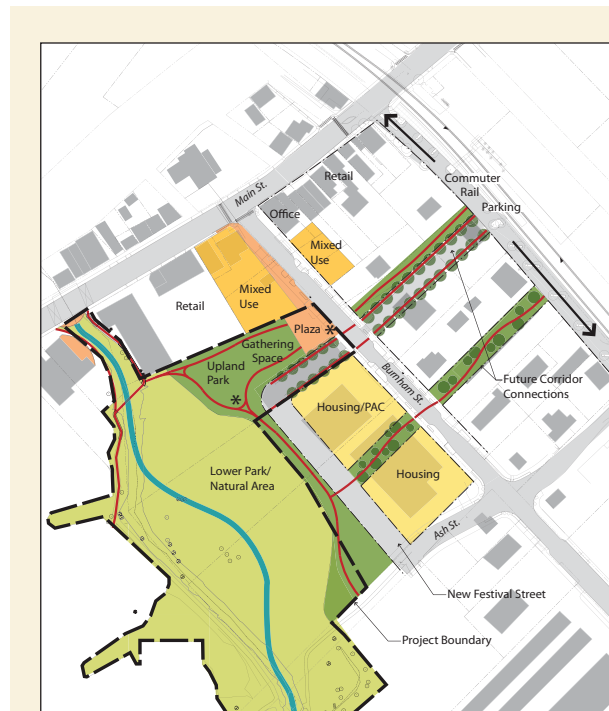 Main St.
Retail
Commuter
Rail
Parking
Office
Mixed
Use
Mixed
Use
Retail
Plaza *
Gathering
Space
Upland
Park
*
Burnham St.
Future Corridor
Connections
Housing/PAC
Lower Park/
Natural Area
Housing
Ash St.
New Festival Street
Project Boundary